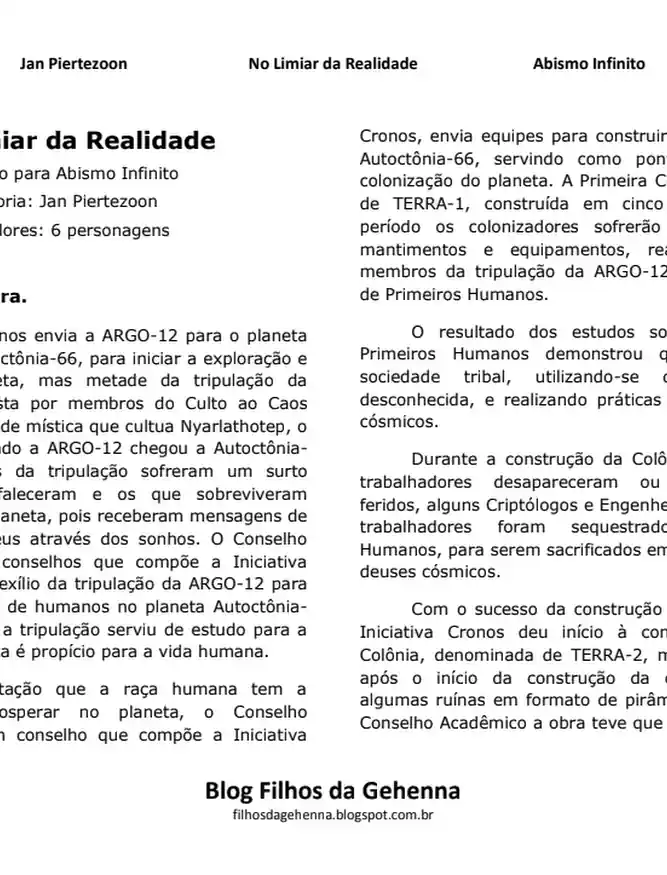 Jan Piertezoon No Limiar da Realidade Abismo Infinito
iar da Realidade
o para Abismo Infinito
oria: Jan Piertezoon
lores: 6 personagens
ra.
nos envia a ARGO-12 para o planeta
ctônia-66, para iniciar a exploração e
eta, mas metade da tripulação da
sta por membros do Culto ao Caos
de mística que cultua Nyarlathotep, o
do a ARGO-12 chegou a Autoctônia-
s da tripulação sofreram um surto
faleceram e os que sobreviveram
laneta, pois receberam mensagens de
eus através dos sonhos. O Conselho
conselhos que compõe a Iniciativa
exílio da tripulação da ARGO-12 para
de humanos no planeta Autoctônia-
a tripulação serviu de estudo para a
ta é propício para a vida humana.
tação que a raça humana tem a
osperar no planeta, o Conselho
m conselho que compõe a Iniciativa
Cronos, envia equipes para construir
Autoctônia-66, servindo como pon
colonização do planeta. A Primeira C
de TERRA-1, construída em cinco
período os colonizadores sofrerão
mantimentos e equipamentos, rea
membros da tripulação da ARGO-12
de Primeiros Humanos.
O resultado dos estudos so
Primeiros Humanos demonstrou q
sociedade tribal, utilizando-se
desconhecida, e realizando práticas
cósmicos.
Durante a construção da Colô
trabalhadores desapareceram ou
feridos, alguns Criptólogos e Engenhe
trabalhadores foram sequestrado
Humanos, para serem sacrificados em
deuses cósmicos.
Com o sucesso da construção
Iniciativa Cronos deu início à con
Colônia, denominada de TERRA-2, m
após o início da construção da
algumas ruínas em formato de pirâm
Conselho Acadêmico a obra teve que
Blog Filhos da Gehenna
filhosdagehenna.blogspot.com.br